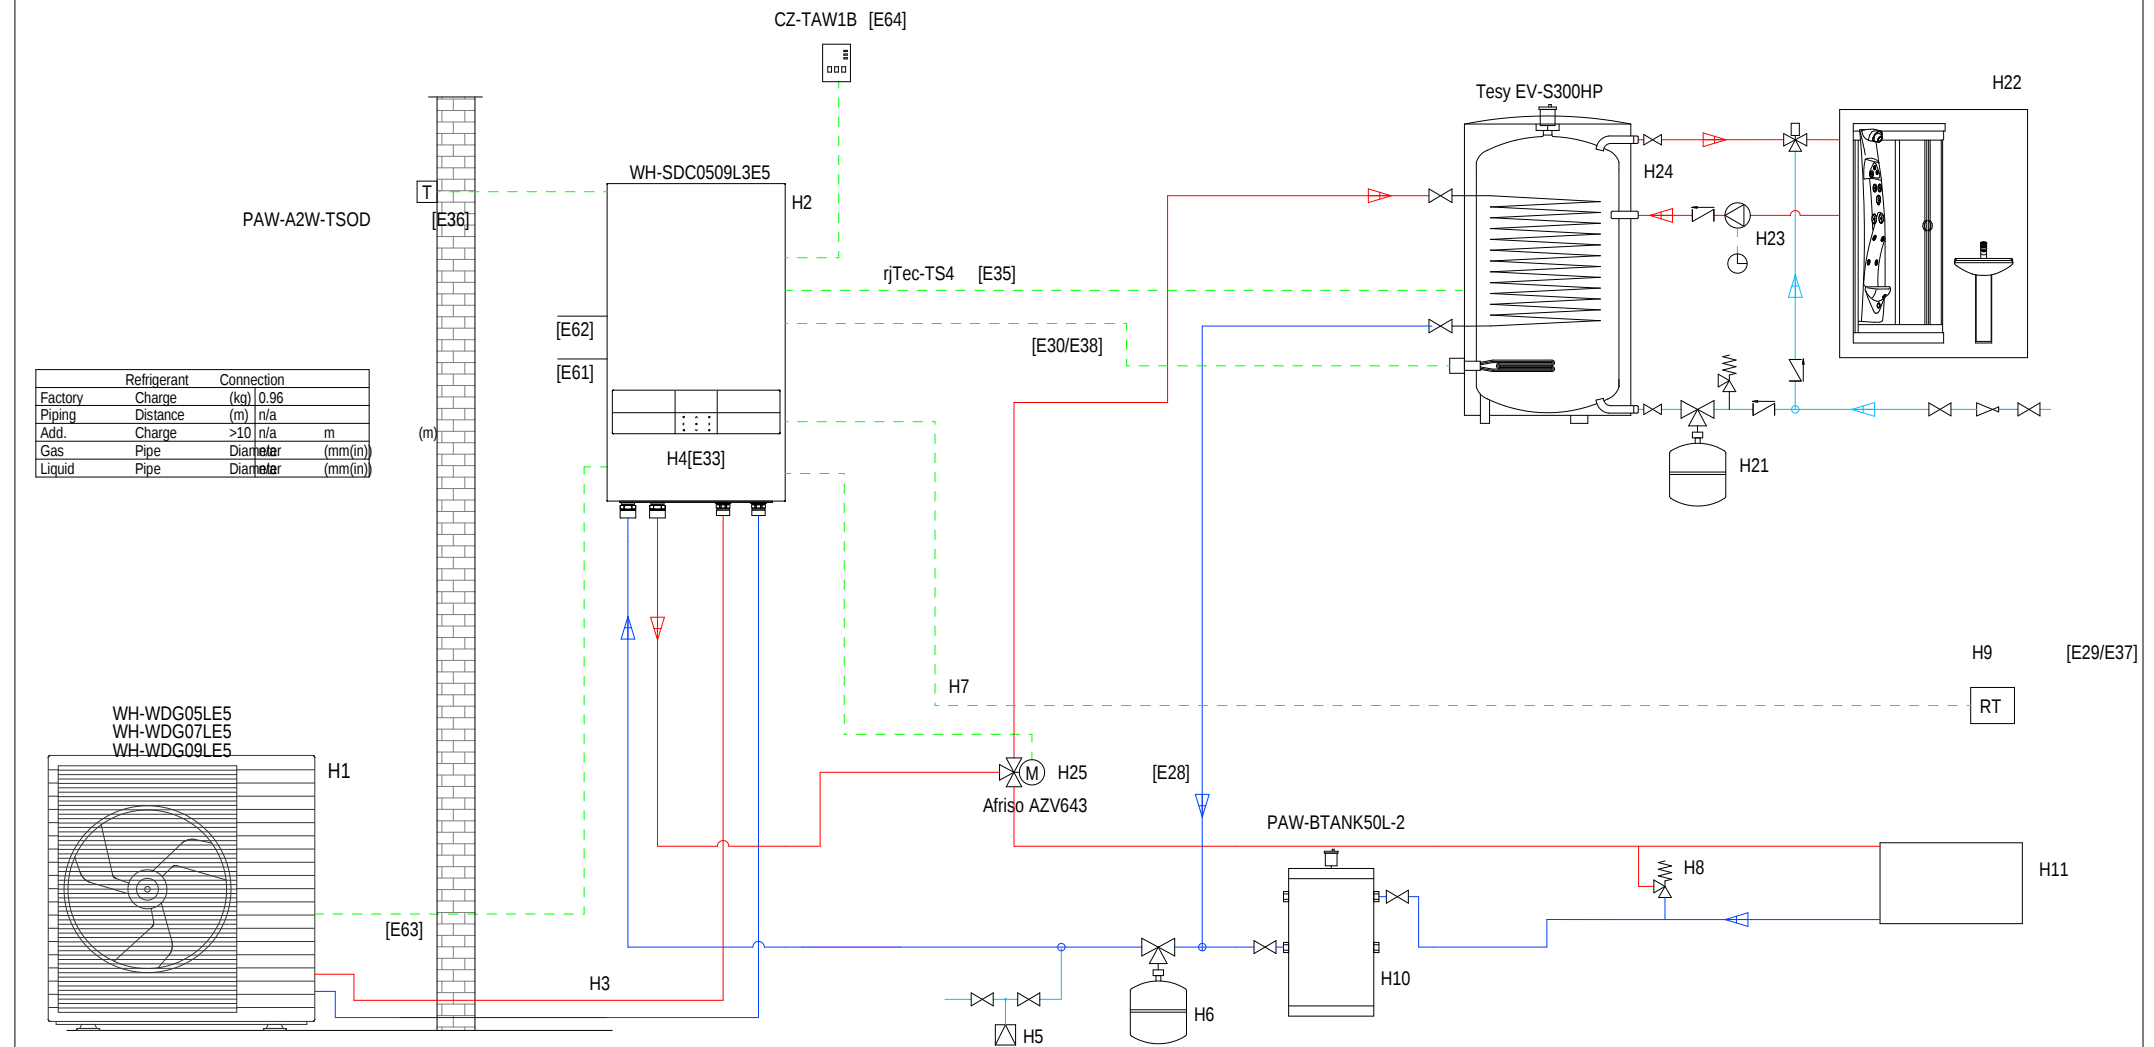 CZ-TAW1B [E64]
H22
Tesy EV-S300HP
WH-SDC0509L3E5
H24
T
H2
PAW-A2W-TSOD [E36]
H23
rjTec-TS4 [E35]
[E62]
[E30/E38]
[E61]
Refrigerant Connection
Factory Charge (kg) 0.96
Piping Distance (m) n/a
Add. Charge >10 n/a m (m)
Gas Pipe Diameter n/a (mm(in))
Liquid Pipe Diameter n/a (mm(in))
H4[E33]
H21
H9 [E29/E37]
H7
RT
WH-WDG05LE5
WH-WDG07LE5
WH-WDG09LE5
H1
M H25 [E28]
Afriso AZV643
PAW-BTANK50L-2
H8
H11
[E63]
H3
H10
H6
H5